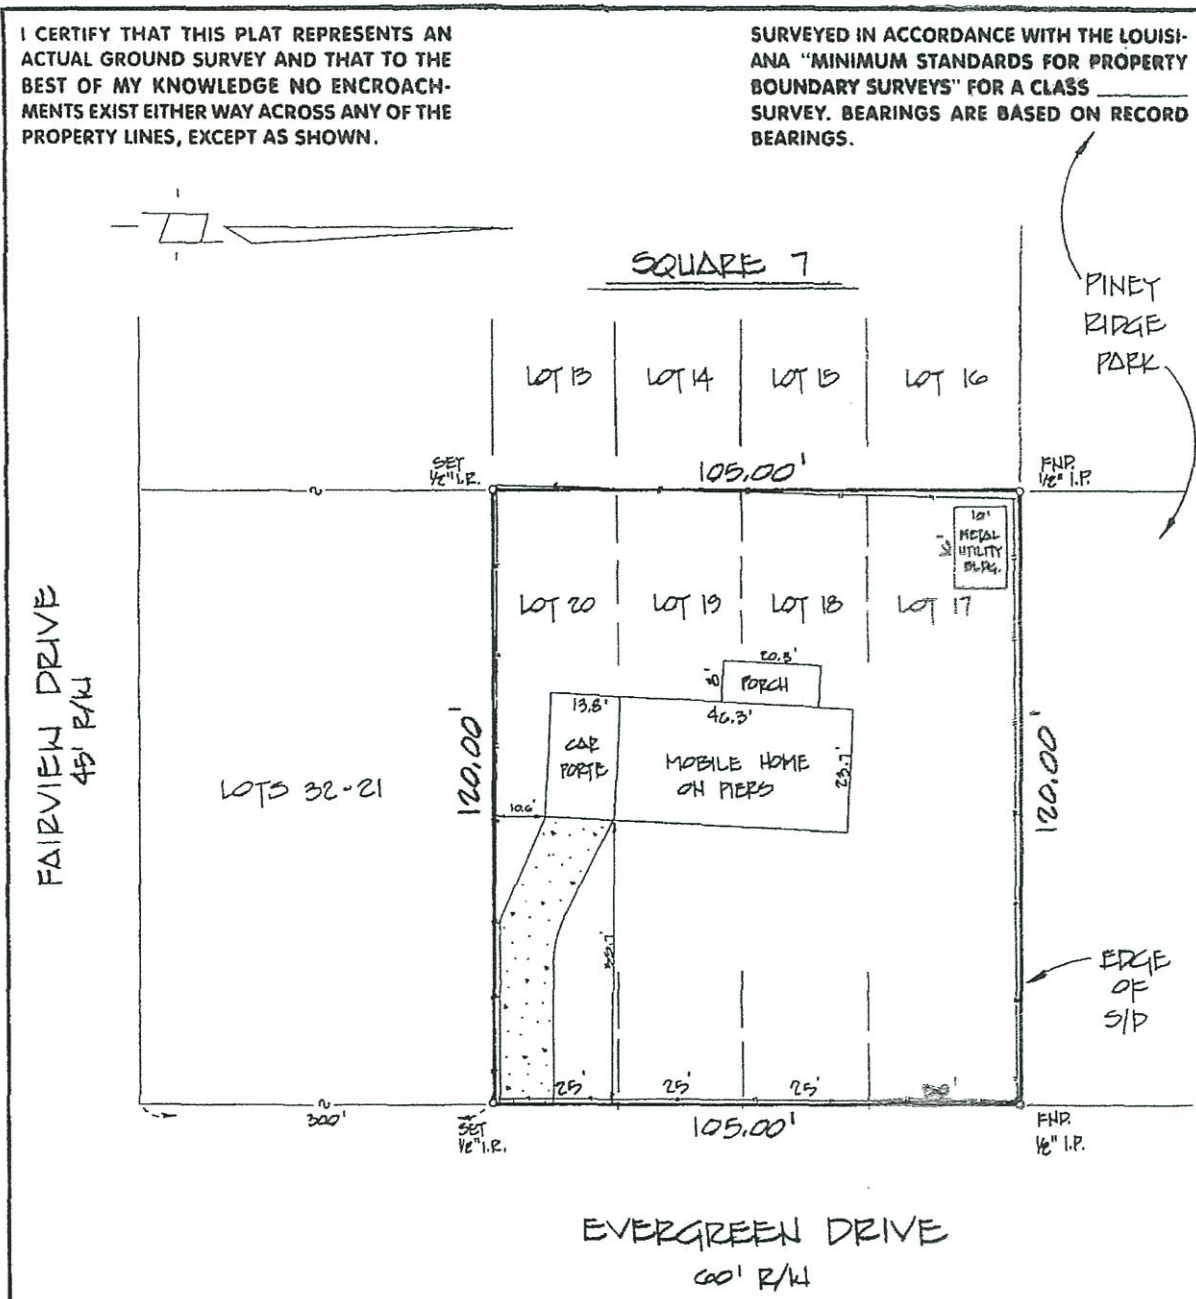 I CERTIFY THAT THIS PLAT REPRESENTS AN
ACTUAL GROUND SURVEY AND THAT TO THE
BEST OF MY KNOWLEDGE NO ENCROACH-
MENTS EXIST EITHER WAY ACROSS ANY OF THE
PROPERTY LINES, EXCEPT AS SHOWN.
SURVEYED IN ACCORDANCE WITH THE LOUISI-
ANA "MINIMUM STANDARDS FOR PROPERTY
BOUNDARY SURVEYS" FOR A CLASS ______
SURVEY. BEARINGS ARE BASED ON RECORD
BEARINGS.
SQUARE 7
PINEY
RIDGE
PARK
LOT 13
LOT 14
LOT 15
LOT 16
SET
1/2" I.R.
105.00'
FND.
1/2" I.P.
10'
METAL
UTILITY
BLDG.
16'
LOT 20
LOT 19
LOT 18
LOT 17
20.3'
PORCH
13.8'
46.3'
CAR
PORTE
MOBILE HOME
ON PIERS
23.7'
FAIRVIEW DRIVE
45' R/W
LOTS 32-21
120.00'
10.6'
120.00'
EDGE
OF
S/P
25'
25'
25'
300'
SET
1/2" I.R.
105.00'
FND.
1/2" I.P.
EVERGREEN DRIVE
60' R/W